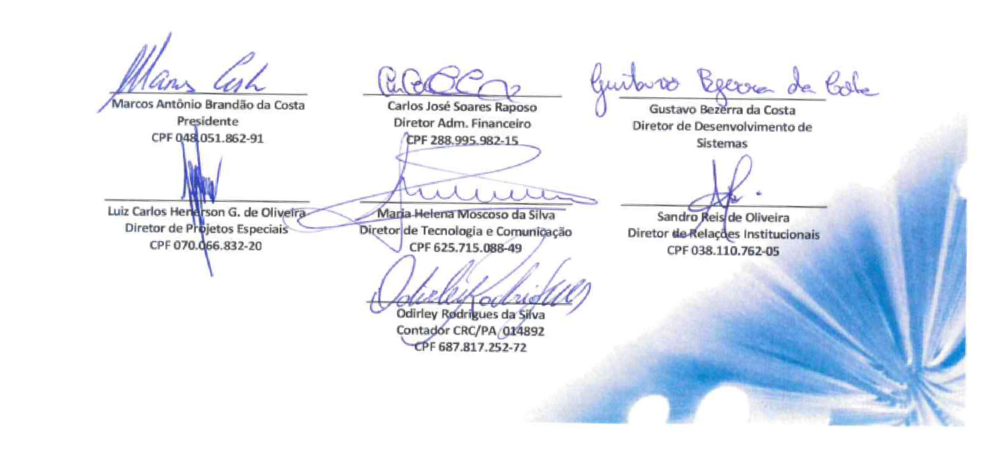 Marcos Costa
Marcos Antônio Brandão da Costa
Presidente
CPF 048.051.862-91
Carlos José Soares Raposo
Diretor Adm. Financeiro
CPF 288.995.982-15
Gustavo Bezerra da Costa
Gustavo Bezerra da Costa
Diretor de Desenvolvimento de
Sistemas
Luiz Carlos Henerson G. de Oliveira
Diretor de Projetos Especiais
CPF 070.066.832-20
Maria Helena Moscoso da Silva
Diretor de Tecnologia e Comunicação
CPF 625.715.088-49
Sandro Reis de Oliveira
Diretor de Relações Institucionais
CPF 038.110.762-05
Odirley Rodrigues
Odirley Rodrigues da Silva
Contador CRC/PA 014892
CPF 687.817.252-72